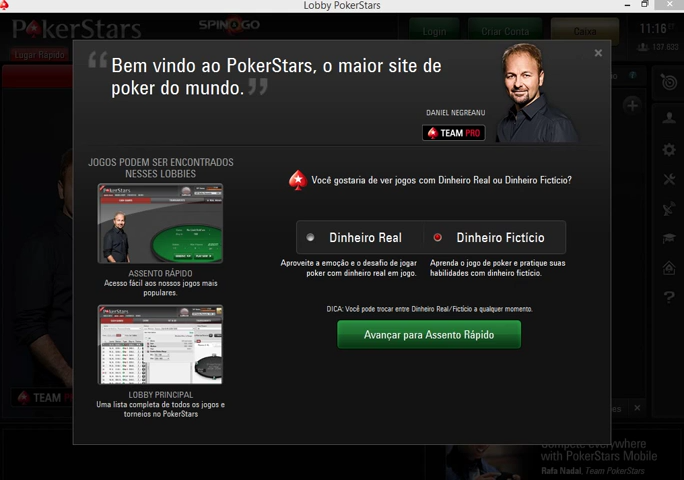 Lobby PokerStars
PokerStars
SPIN & GO
Login
Criar Conta
Caixa
11:16
Lugar Rápido
“Bem vindo ao PokerStars, o maior site de
poker do mundo.”
DANIEL NEGREANU
TEAM PRO
JOGOS PODEM SER ENCONTRADOS
NESSES LOBBIES
ASSENTO RÁPIDO
Acesso fácil aos nossos jogos mais
populares.
LOBBY PRINCIPAL
Uma lista completa de todos os jogos e
torneios no PokerStars
Você gostaria de ver jogos com Dinheiro Real ou Dinheiro Fictício?
Dinheiro Real
Dinheiro Fictício
Aproveite a emoção e o desafio de jogar
poker com dinheiro real em jogo.
Aprenda o jogo de poker e pratique suas
habilidades com dinheiro fictício.
DICA: Você pode trocar entre Dinheiro Real/Fictício a qualquer momento.
Avançar para Assento Rápido
TEAM
Compete everywhere
with PokerStars Mobile
Rafa Nadal, Team PokerStars